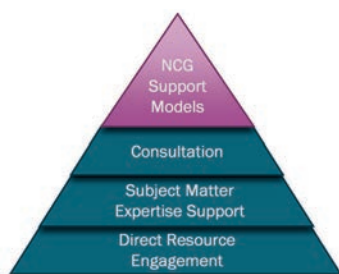 NCG
Support
Models
Consultation
Subject Matter
Expertise Support
Direct Resource
Engagement